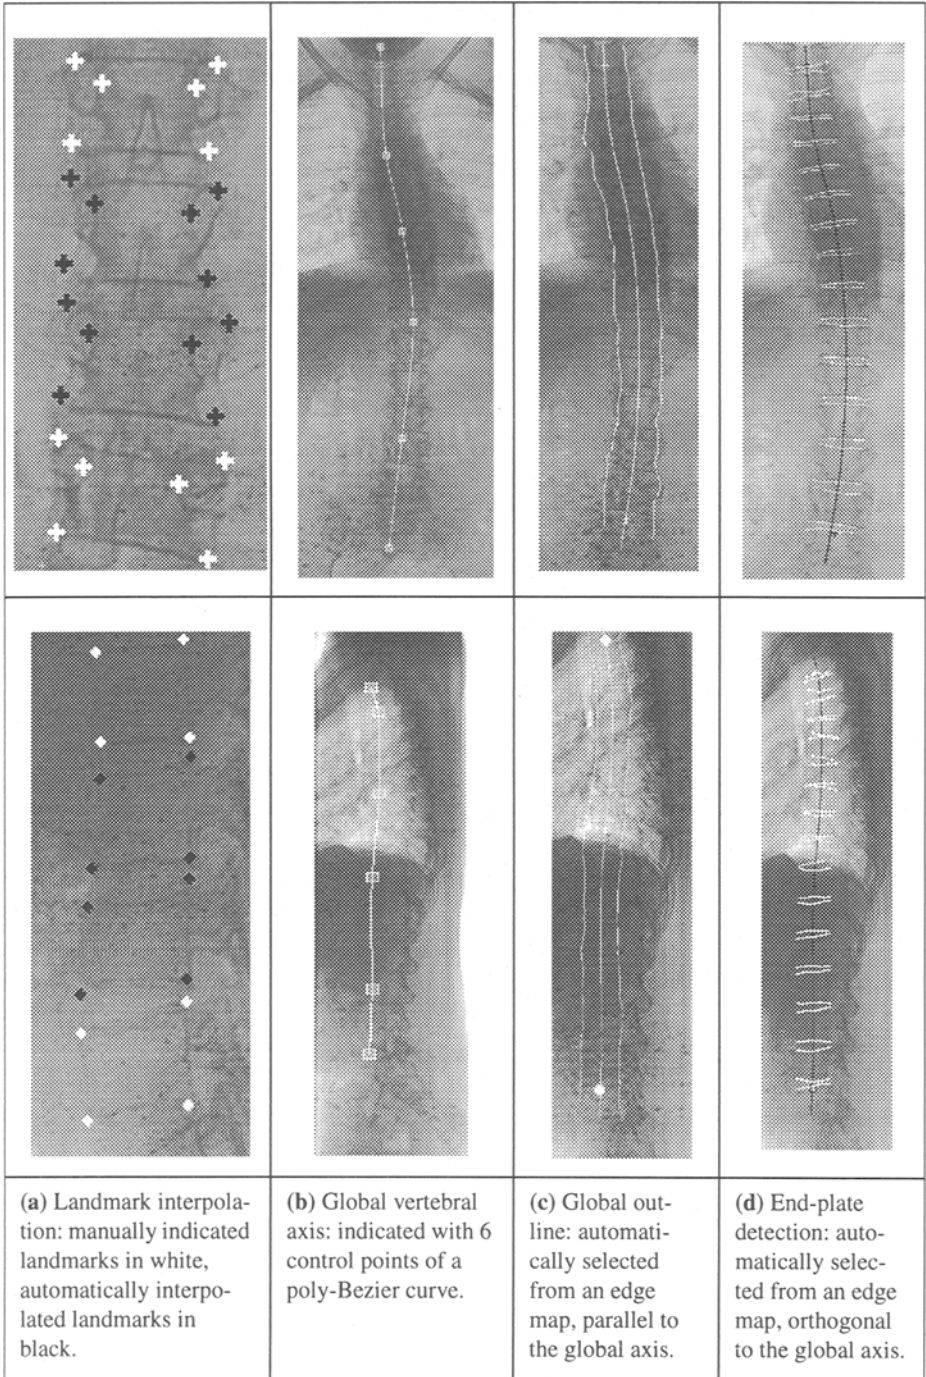 (a) Landmark interpola-
tion: manually indicated
landmarks in white,
automatically interpo-
lated landmarks in
black.
(b) Global vertebral
axis: indicated with 6
control points of a
poly-Bezier curve.
(c) Global out-
line: automati-
cally selected
from an edge
map, parallel to
the global axis.
(d) End-plate
detection: auto-
matically selec-
ted from an edge
map, orthogonal
to the global axis.